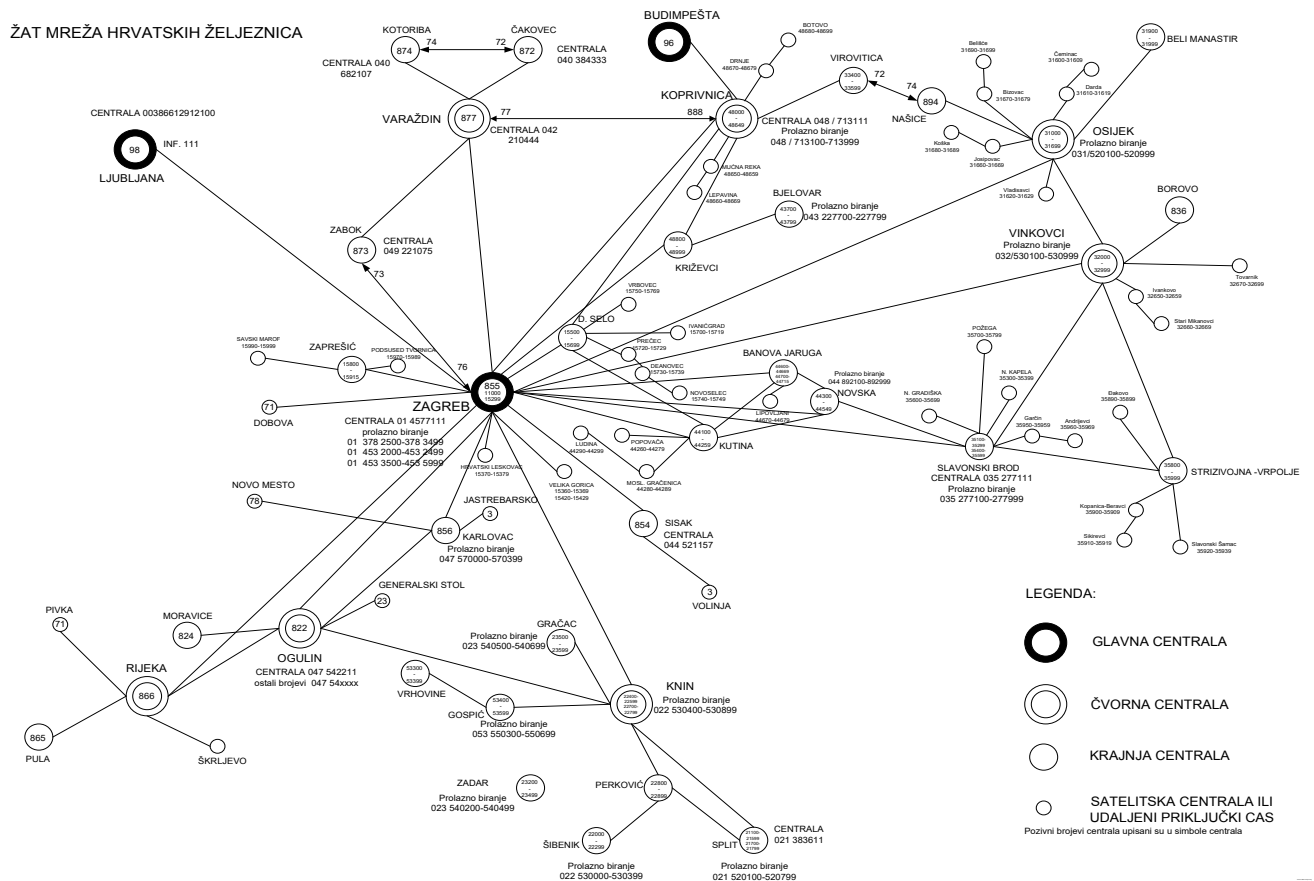 ŽAT MREŽA HRVATSKIH ŽELJEZNICA
KOTORIBA
874
74
72
ČAKOVEC
872
CENTRALA 040
682107
CENTRALA
040 384333
BUDIMPEŠTA
96
BOTOVO
48680-48699
DRNJE
48670-48679
VIROVITICA
33400
-
33599
72
74
894
NAŠICE
Belišće
31690-31699
Bizovac
31670-31679
Čeminac
31600-31609
Darda
31610-31619
31900
-
31999
BELI MANASTIR
CENTRALA 00386612912100
98
INF. 111
LJUBLJANA
VARAŽDIN
877
77
888
CENTRALA 042
210444
KOPRIVNICA
48000
-
48649
CENTRALA 048 / 713111
Prolazno biranje
048 / 713100-713999
MUČNA REKA
48650-48659
LEPAVINA
48660-48669
Koška
31680-31689
Josipovac
31660-31669
Vladisavci
31620-31629
31000
-
31699
OSIJEK
Prolazno biranje
031/520100-520999
BJELOVAR
43700
-
43799
Prolazno biranje
043 227700-227799
48800
-
48999
KRIŽEVCI
BOROVO
836
VINKOVCI
Prolazno biranje
032/530100-530999
32000
-
32999
Tovarnik
32670-32699
Ivankovo
32650-32659
Stari Mikanovci
32660-32669
ZABOK
873
CENTRALA
049 221075
73
VRBOVEC
15750-15769
D. SELO
15500
-
15699
IVANIĆGRAD
15700-15719
PREČEC
15720-15729
DEANOVEC
15730-15739
NOVOSELEC
15740-15749
SAVSKI MAROF
15990-15999
ZAPREŠIĆ
15800
-
15915
PODSUSED TVORNICA
15970-15989
71
DOBOVA
76
855
11000
15299
ZAGREB
CENTRALA 01 4577111
prolazno biranje
01 378 2500-378 3499
01 453 2000-453 2499
01 453 3500-453 5999
BANOVA JARUGA
LIPOVLJANI
44670-44679
Prolazno biranje
044 892100-892999
44300
-
44549
NOVSKA
44100
-
44259
KUTINA
LUDINA
44290-44299
POPOVAČA
44260-44279
MOSL. GRAČENICA
44280-44289
HRVATSKI LESKOVAC
15370-15379
VELIKA GORICA
15360-15369
15420-15429
POŽEGA
35700-35799
N. KAPELA
35300-35399
N. GRADIŠKA
35600-35699
Garčin
35950-35959
Andrijevci
35960-35969
SLAVONSKI BROD
CENTRALA 035 277111
Prolazno biranje
035 277100-277999
Đakovo
35890-35899
35800
-
35999
STRIZIVOJNA -VRPOLJE
Kopanica-Beravci
35900-35909
Sikirevci
35910-35919
Slavonski Šamac
35920-35939
NOVO MESTO
78
JASTREBARSKO
3
856
KARLOVAC
Prolazno biranje
047 570000-570399
854
SISAK
CENTRALA
044 521157
3
VOLINJA
GENERALSKI STOL
23
PIVKA
71
MORAVICE
824
822
OGULIN
CENTRALA 047 542211
ostali brojevi 047 54xxxx
RIJEKA
866
865
PULA
ŠKRLJEVO
GRAČAC
Prolazno biranje
023 540500-540699
23500
-
23599
53300
-
53399
VRHOVINE
GOSPIĆ
53400
-
53599
Prolazno biranje
053 550300-550699
KNIN
Prolazno biranje
022 530400-530899
ZADAR
Prolazno biranje
023 540200-540499
23200
-
23499
PERKOVIĆ
22800
-
22899
22000
-
22299
ŠIBENIK
Prolazno biranje
022 530000-530399
SPLIT
CENTRALA
021 383611
Prolazno biranje
021 520100-520799
LEGENDA:
GLAVNA CENTRALA
ČVORNA CENTRALA
KRAJNJA CENTRALA
SATELITSKA CENTRALA ILI
UDALJENI PRIKLJUČKI CAS
Pozivni brojevi centrala upisani su u simbole centrala